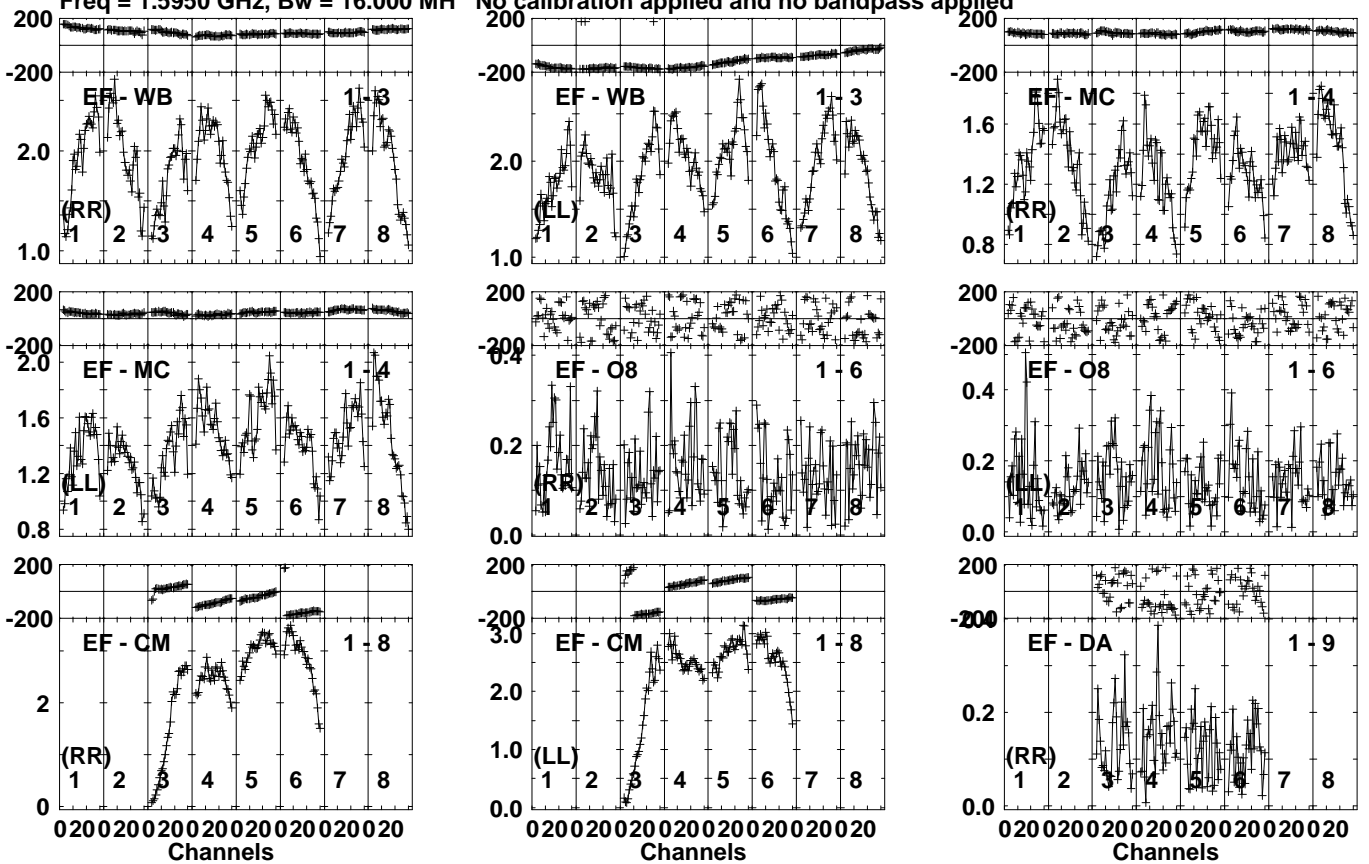 Freq = 1.5950 GHz, Bw = 16.000 MH No calibration applied and no bandpass applied
200 200 200
-200 -200 -200
EF - WB 1 - 3 EF - WB 1 - 3 EF - MC 1 - 4
1.6
2.0 2.0
1.2
(RR) (LL) (RR)
1 2 3 4 5 6 7 8 1 2 3 4 5 6 7 8 1 2 3 4 5 6 7 8
1.0 1.0 0.8
200 200 200
-200 -200 -200
2.0 0.4
EF - MC 1 - 4 EF - O8 1 - 6 EF - O8 1 - 6
0.4
1.6
0.2 0.2
1.2
(LL) (RR) (LL)
1 2 3 4 5 6 7 8 1 2 3 4 5 6 7 8 1 2 3 4 5 6 7 8
0.8 0.0 0.0
200 200 200
-200 -200 -200 0.4
EF - CM 1 - 8 3.0 EF - CM 1 - 8 EF - DA 1 - 9
2 2.0 0.2
(RR) 1.0 (LL) (RR)
1 2 3 4 5 6 7 8 1 2 3 4 5 6 7 8 1 2 3 4 5 6 7 8
0 0.0 0.0
0 20 0 20 0 20 0 20 0 20 0 20 0 20 0 20 0 20 0 20 0 20 0 20 0 20 0 20 0 20 0 20 0 20 0 20 0 20 0 20 0 20 0 20 0 20 0 20
Channels Channels Channels